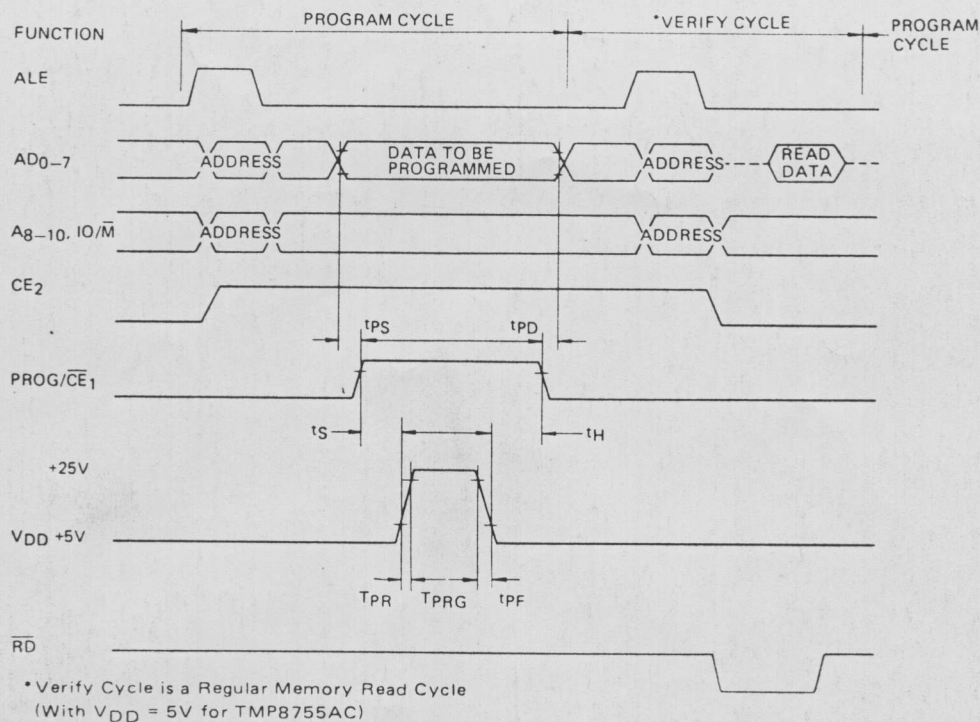 FUNCTION
PROGRAM CYCLE
*VERIFY CYCLE
PROGRAM
CYCLE
ALE
AD0–7
ADDRESS
DATA TO BE
PROGRAMMED
ADDRESS
READ
DATA
A8–10, IO/M̅
ADDRESS
ADDRESS
CE2
tPS
tPD
PROG/C̅E̅1
tS
tH
+25V
VDD +5V
TPR
TPRG
tPF
R̅D̅
*Verify Cycle is a Regular Memory Read Cycle
(With VDD = 5V for TMP8755AC)